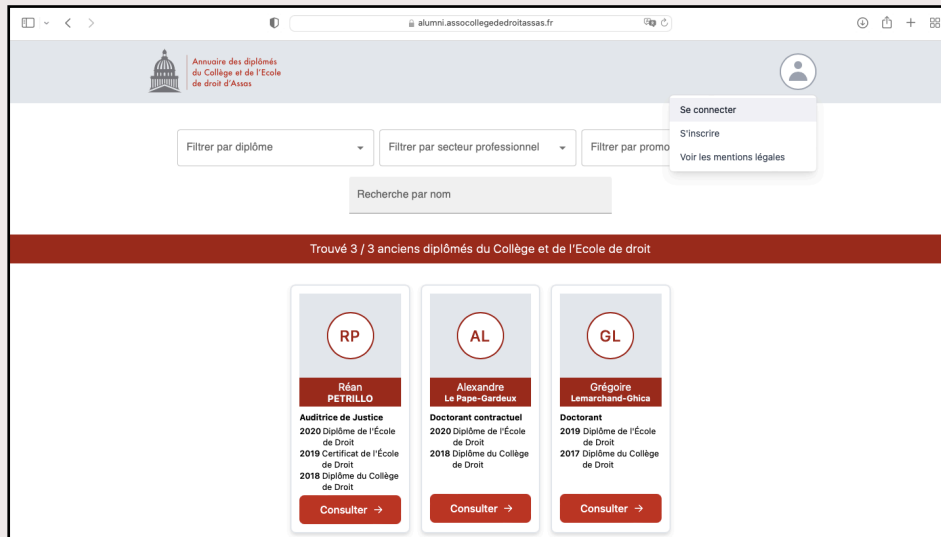 alumni.assocollegededroitassas.fr
Annuaire des diplômés
du Collège et de l'Ecole
de droit d'Assas
Se connecter
S'inscrire
Voir les mentions légales
Filtrer par diplôme
Filtrer par secteur professionnel
Filtrer par promo
Recherche par nom
Trouvé 3 / 3 anciens diplômés du Collège et de l'Ecole de droit
RP
Réan
PETRILLO
Auditrice de Justice
2020 Diplôme de l'École
de Droit
2019 Certificat de l'École
de Droit
2018 Diplôme du Collège
de Droit
Consulter →
AL
Alexandre
Le Pape-Gardeux
Doctorant contractuel
2020 Diplôme de l'École
de Droit
2018 Diplôme du Collège
de Droit
Consulter →
GL
Grégoire
Lemarchand-Ghica
Doctorant
2019 Diplôme de l'École
de Droit
2017 Diplôme du Collège
de Droit
Consulter →